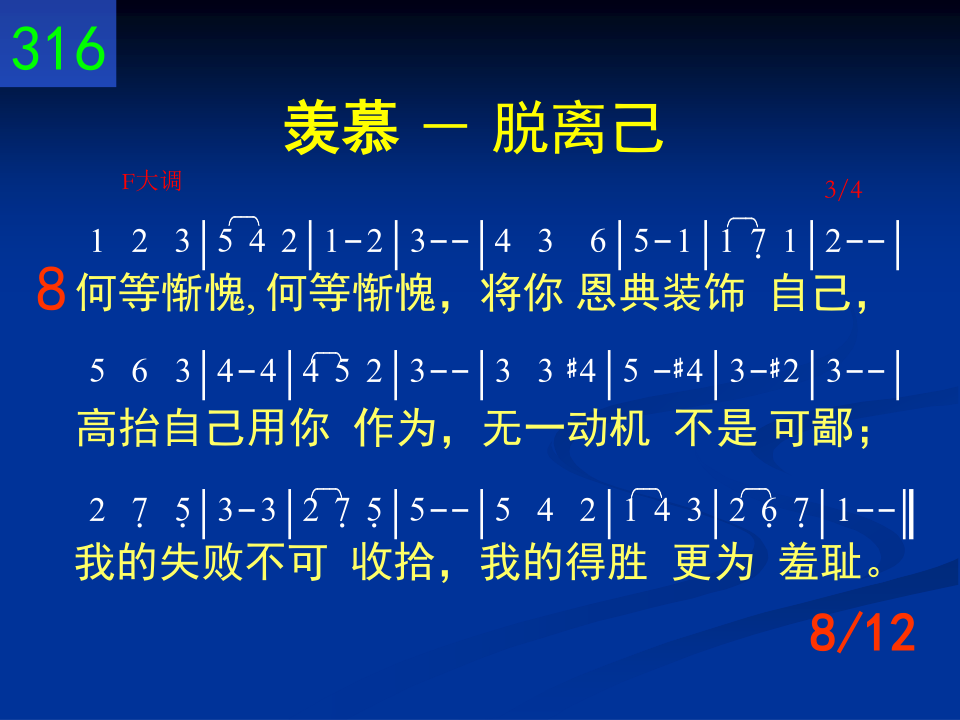 316
羡慕 － 脱离己
F大调 3/4
1 2 3|5 4 2|1-2|3--|4 3 6|5-1|1 7̣ 1|2--|
8 何等惭愧, 何等惭愧，将你 恩典装饰 自己，
5 6 3|4-4|4 5 2|3--|3 3 #4|5 -#4|3-#2|3--|
高抬自己用你 作为，无一动机 不是 可鄙；
2 7̣ 5̣|3-3|2 7̣ 5̣|5--|5 4 2|1 4 3|2 6̣ 7̣|1--‖
我的失败不可 收拾，我的得胜 更为 羞耻。
8/12